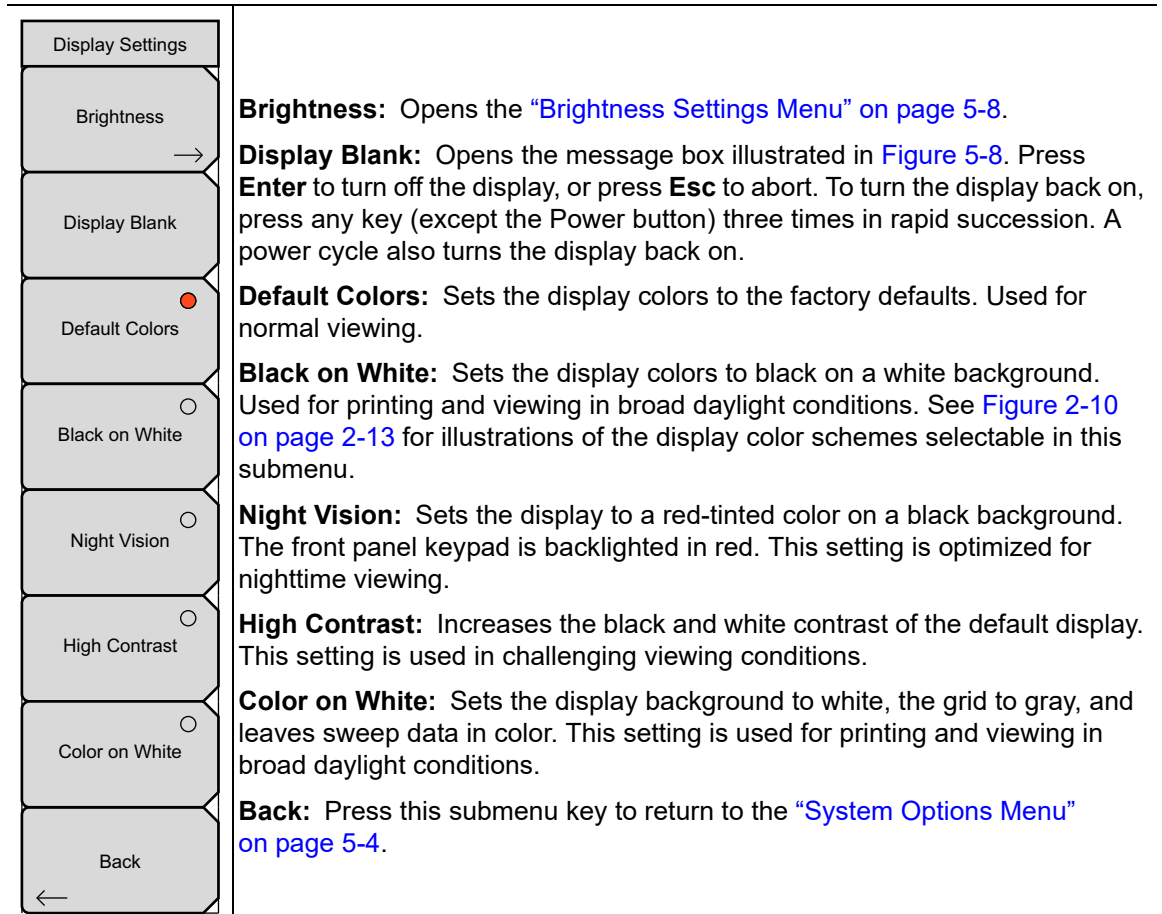 Display Settings
Brightness
→
Display Blank
Default Colors
Black on White
Night Vision
High Contrast
Color on White
Back
←
Brightness: Opens the “Brightness Settings Menu” on page 5-8.
Display Blank: Opens the message box illustrated in Figure 5-8. Press
Enter to turn off the display, or press Esc to abort. To turn the display back on,
press any key (except the Power button) three times in rapid succession. A
power cycle also turns the display back on.
Default Colors: Sets the display colors to the factory defaults. Used for
normal viewing.
Black on White: Sets the display colors to black on a white background.
Used for printing and viewing in broad daylight conditions. See Figure 2-10
on page 2-13 for illustrations of the display color schemes selectable in this
submenu.
Night Vision: Sets the display to a red-tinted color on a black background.
The front panel keypad is backlighted in red. This setting is optimized for
nighttime viewing.
High Contrast: Increases the black and white contrast of the default display.
This setting is used in challenging viewing conditions.
Color on White: Sets the display background to white, the grid to gray, and
leaves sweep data in color. This setting is used for printing and viewing in
broad daylight conditions.
Back: Press this submenu key to return to the “System Options Menu”
on page 5-4.